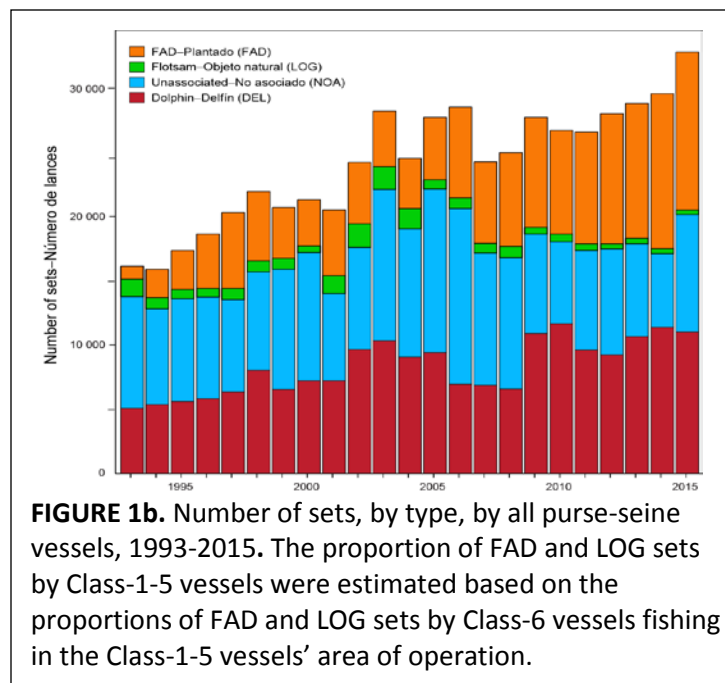 FAD–Plantado (FAD)
Flotsam–Objeto natural (LOG)
Unassociated–No asociado (NOA)
Dolphin–Delfín (DEL)
Number of sets–Número de lances
30 000
20 000
10 000
0
1995
2000
2005
2010
2015
FIGURE 1b. Number of sets, by type, by all purse-seine
vessels, 1993-2015. The proportion of FAD and LOG sets
by Class-1-5 vessels were estimated based on the
proportions of FAD and LOG sets by Class-6 vessels fishing
in the Class-1-5 vessels’ area of operation.